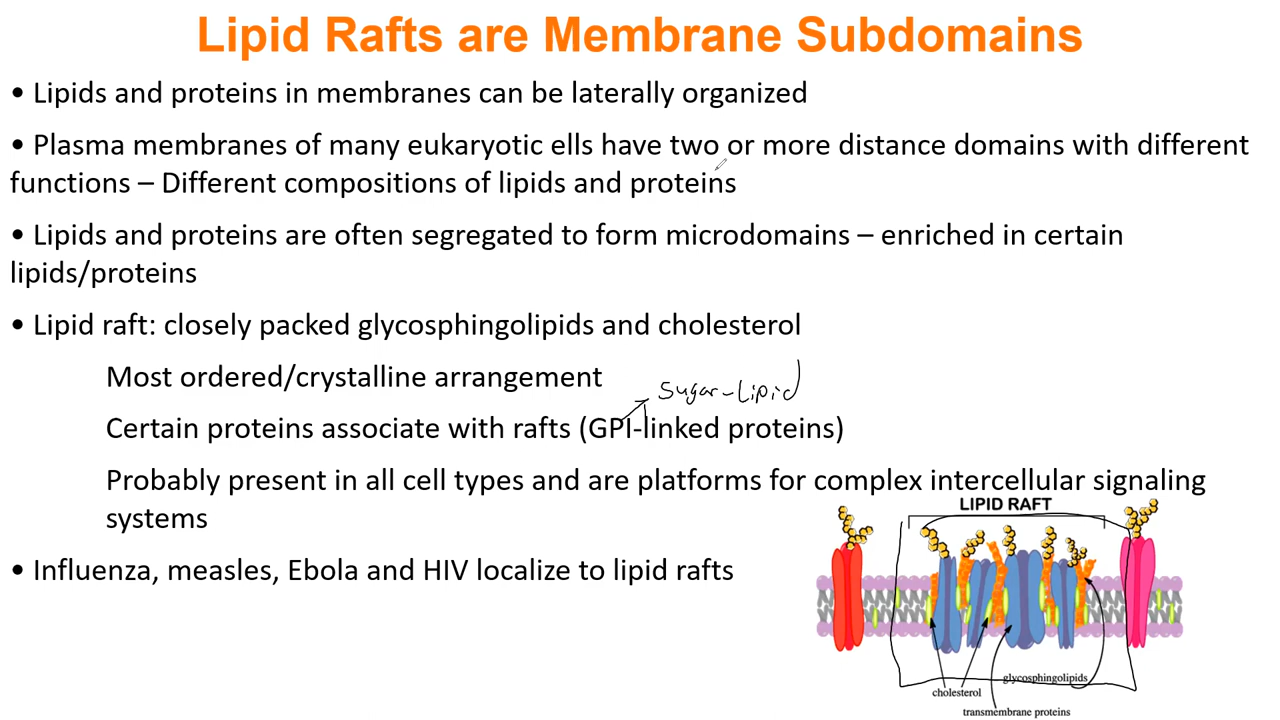 Lipid Rafts are Membrane Subdomains
• Lipids and proteins in membranes can be laterally organized
• Plasma membranes of many eukaryotic ells have two or more distance domains with different
functions – Different compositions of lipids and proteins
• Lipids and proteins are often segregated to form microdomains – enriched in certain
lipids/proteins
• Lipid raft: closely packed glycosphingolipids and cholesterol
Most ordered/crystalline arrangement
Sugar-Lipid
Certain proteins associate with rafts (GPI-linked proteins)
Probably present in all cell types and are platforms for complex intercellular signaling
systems
LIPID RAFT
• Influenza, measles, Ebola and HIV localize to lipid rafts
glycosphingolipids
cholesterol
transmembrane proteins